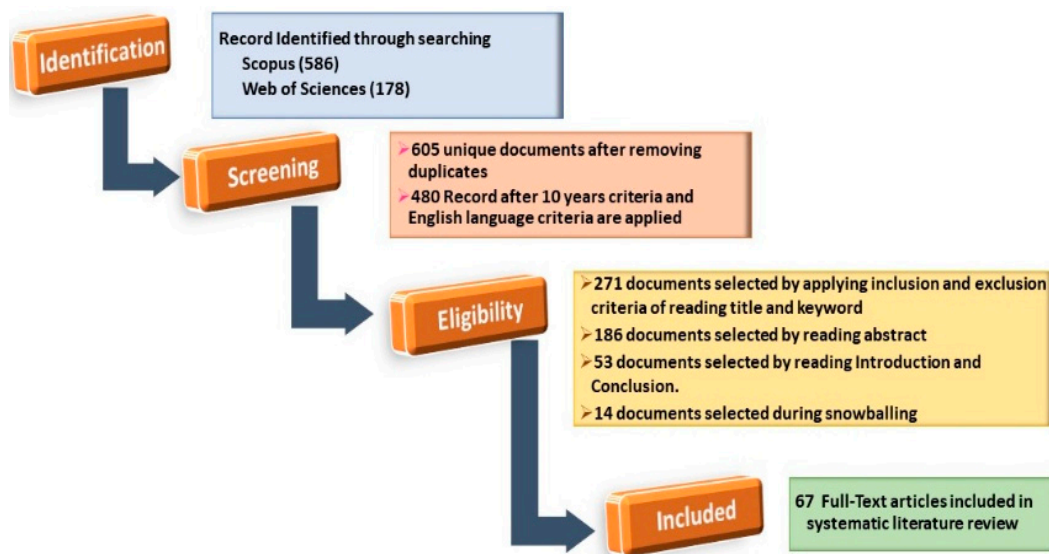 Identification
Record Identified through searching
Scopus (586)
Web of Sciences (178)
Screening
605 unique documents after removing
duplicates
480 Record after 10 years criteria and
English language criteria are applied
Eligibility
271 documents selected by applying inclusion and exclusion
criteria of reading title and keyword
186 documents selected by reading abstract
53 documents selected by reading Introduction and
Conclusion.
14 documents selected during snowballing
Included
67 Full-Text articles included in
systematic literature review